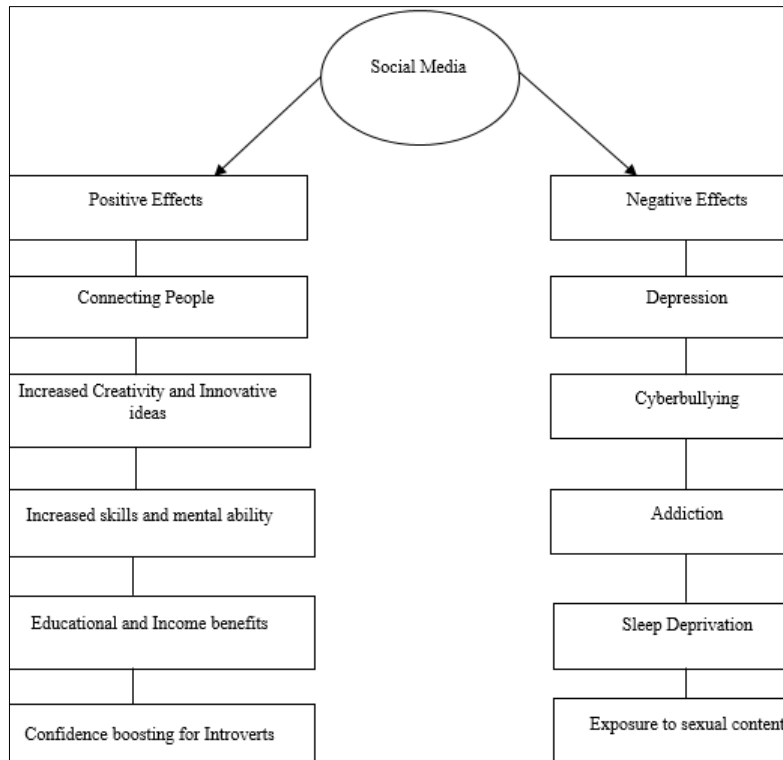 Social Media
Positive Effects
Connecting People
Increased Creativity and Innovative
ideas
Increased skills and mental ability
Educational and Income benefits
Confidence boosting for Introverts
Negative Effects
Depression
Cyberbullying
Addiction
Sleep Deprivation
Exposure to sexual content